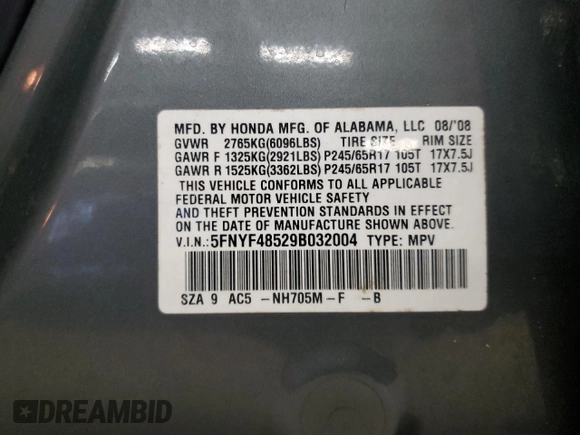 MFD. BY HONDA MFG. OF ALABAMA, LLC 08/'08
GVWR 2765KG(6096LBS) TIRE SIZE RIM SIZE
GAWR F 1325KG(2921LBS) P245/65R17 105T 17X7.5J
GAWR R 1525KG(3362LBS) P245/65R17 105T 17X7.5J
THIS VEHICLE CONFORMS TO ALL APPLICABLE
FEDERAL MOTOR VEHICLE SAFETY
AND THEFT PREVENTION STANDARDS IN EFFECT
ON THE DATE OF MANUFACTURE SHOWN ABOVE.
V.I.N.:5FNYF48529B032004 TYPE: MPV
SZA 9 AC5 -NH705M-F -B
DREAMBID